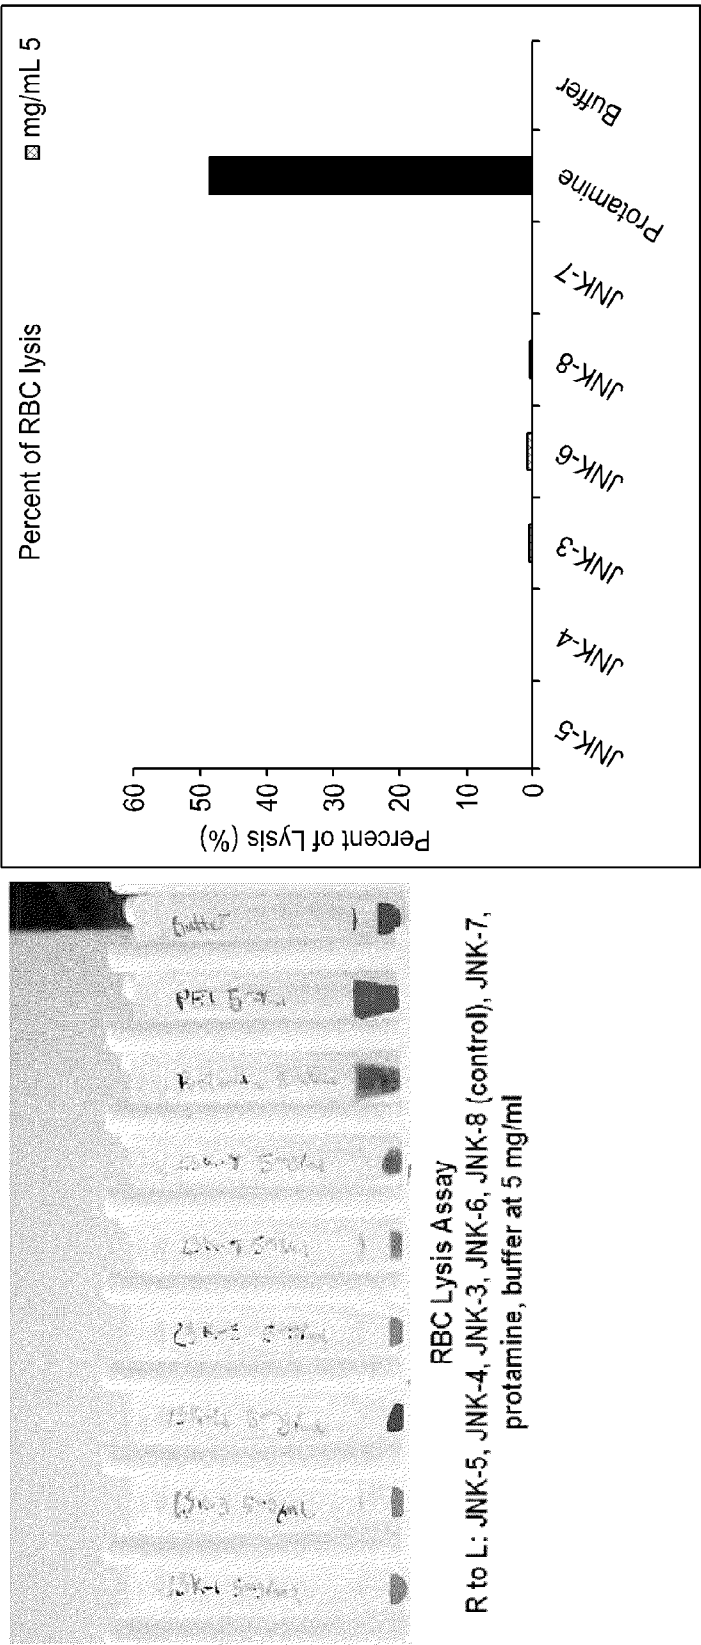 Percent of RBC lysis
mg/mL 5
Percent of Lysis (%)
60
50
40
30
20
10
0
JNK-5
JNK-4
JNK-3
JNK-6
JNK-8
JNK-7
Protamine
Buffer
Buffer
PEI
RBC Lysis Assay
R to L: JNK-5, JNK-4, JNK-3, JNK-6, JNK-8 (control), JNK-7,
protamine, buffer at 5 mg/ml